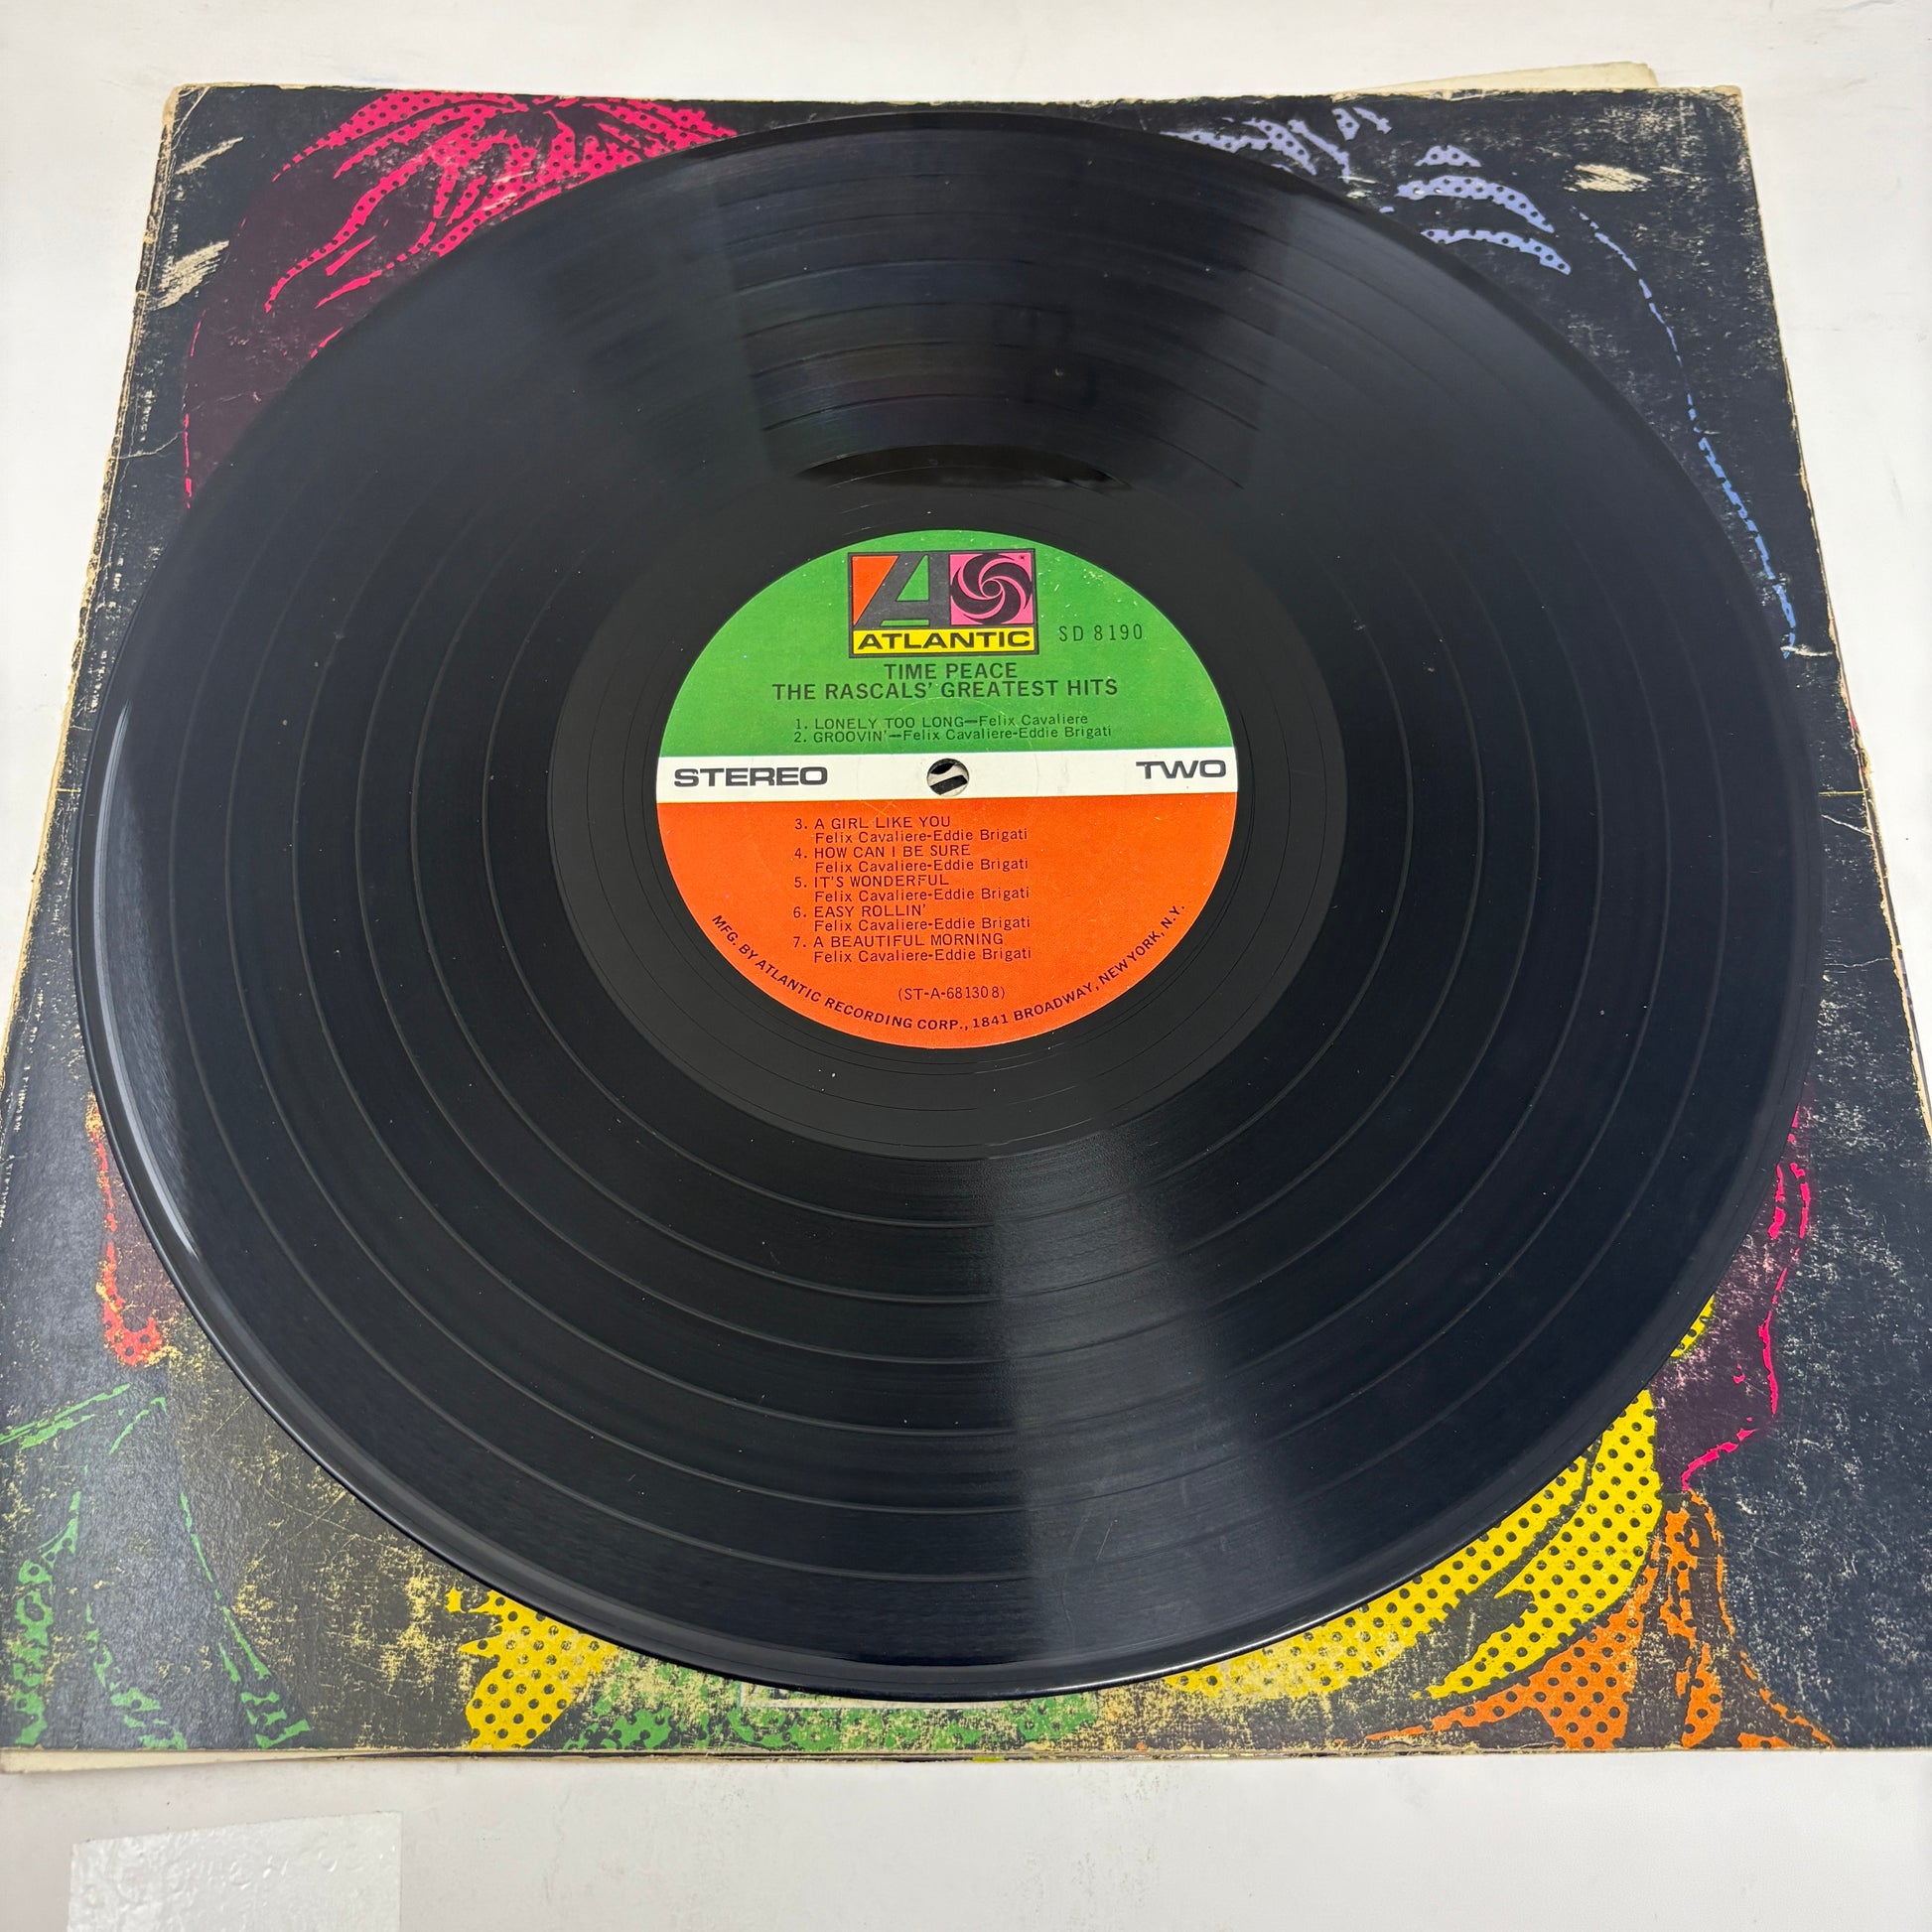 ATLANTIC
SD 8190
TIME PEACE
THE RASCALS' GREATEST HITS
1. LONELY TOO LONG—Felix Cavaliere
2. GROOVIN'—Felix Cavaliere-Eddie Brigati
STEREO
TWO
3. A GIRL LIKE YOU
Felix Cavaliere-Eddie Brigati
4. HOW CAN I BE SURE
Felix Cavaliere-Eddie Brigati
5. IT'S WONDERFUL
Felix Cavaliere-Eddie Brigati
6. EASY ROLLIN'
Felix Cavaliere-Eddie Brigati
7. A BEAUTIFUL MORNING
Felix Cavaliere-Eddie Brigati
(ST-A-681308)
MFG. BY ATLANTIC RECORDING CORP., 1841 BROADWAY, NEW YORK, N.Y.